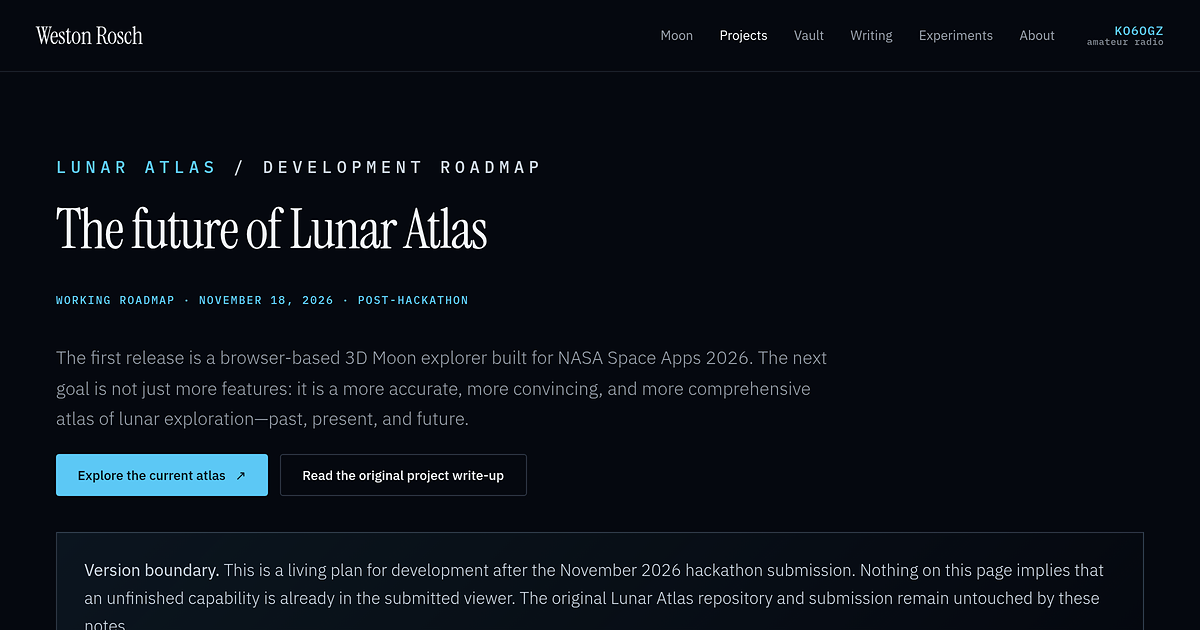 Weston Rosch
Moon Projects Vault Writing Experiments About
KO6OGZ
amateur radio
LUNAR ATLAS / DEVELOPMENT ROADMAP
The future of Lunar Atlas
WORKING ROADMAP · NOVEMBER 18, 2026 · POST-HACKATHON
The first release is a browser-based 3D Moon explorer built for NASA Space Apps 2026. The next
goal is not just more features: it is a more accurate, more convincing, and more comprehensive
atlas of lunar exploration—past, present, and future.
Explore the current atlas ↗
Read the original project write-up
Version boundary. This is a living plan for development after the November 2026 hackathon submission. Nothing on this page implies that
an unfinished capability is already in the submitted viewer. The original Lunar Atlas repository and submission remain untouched by these
notes.